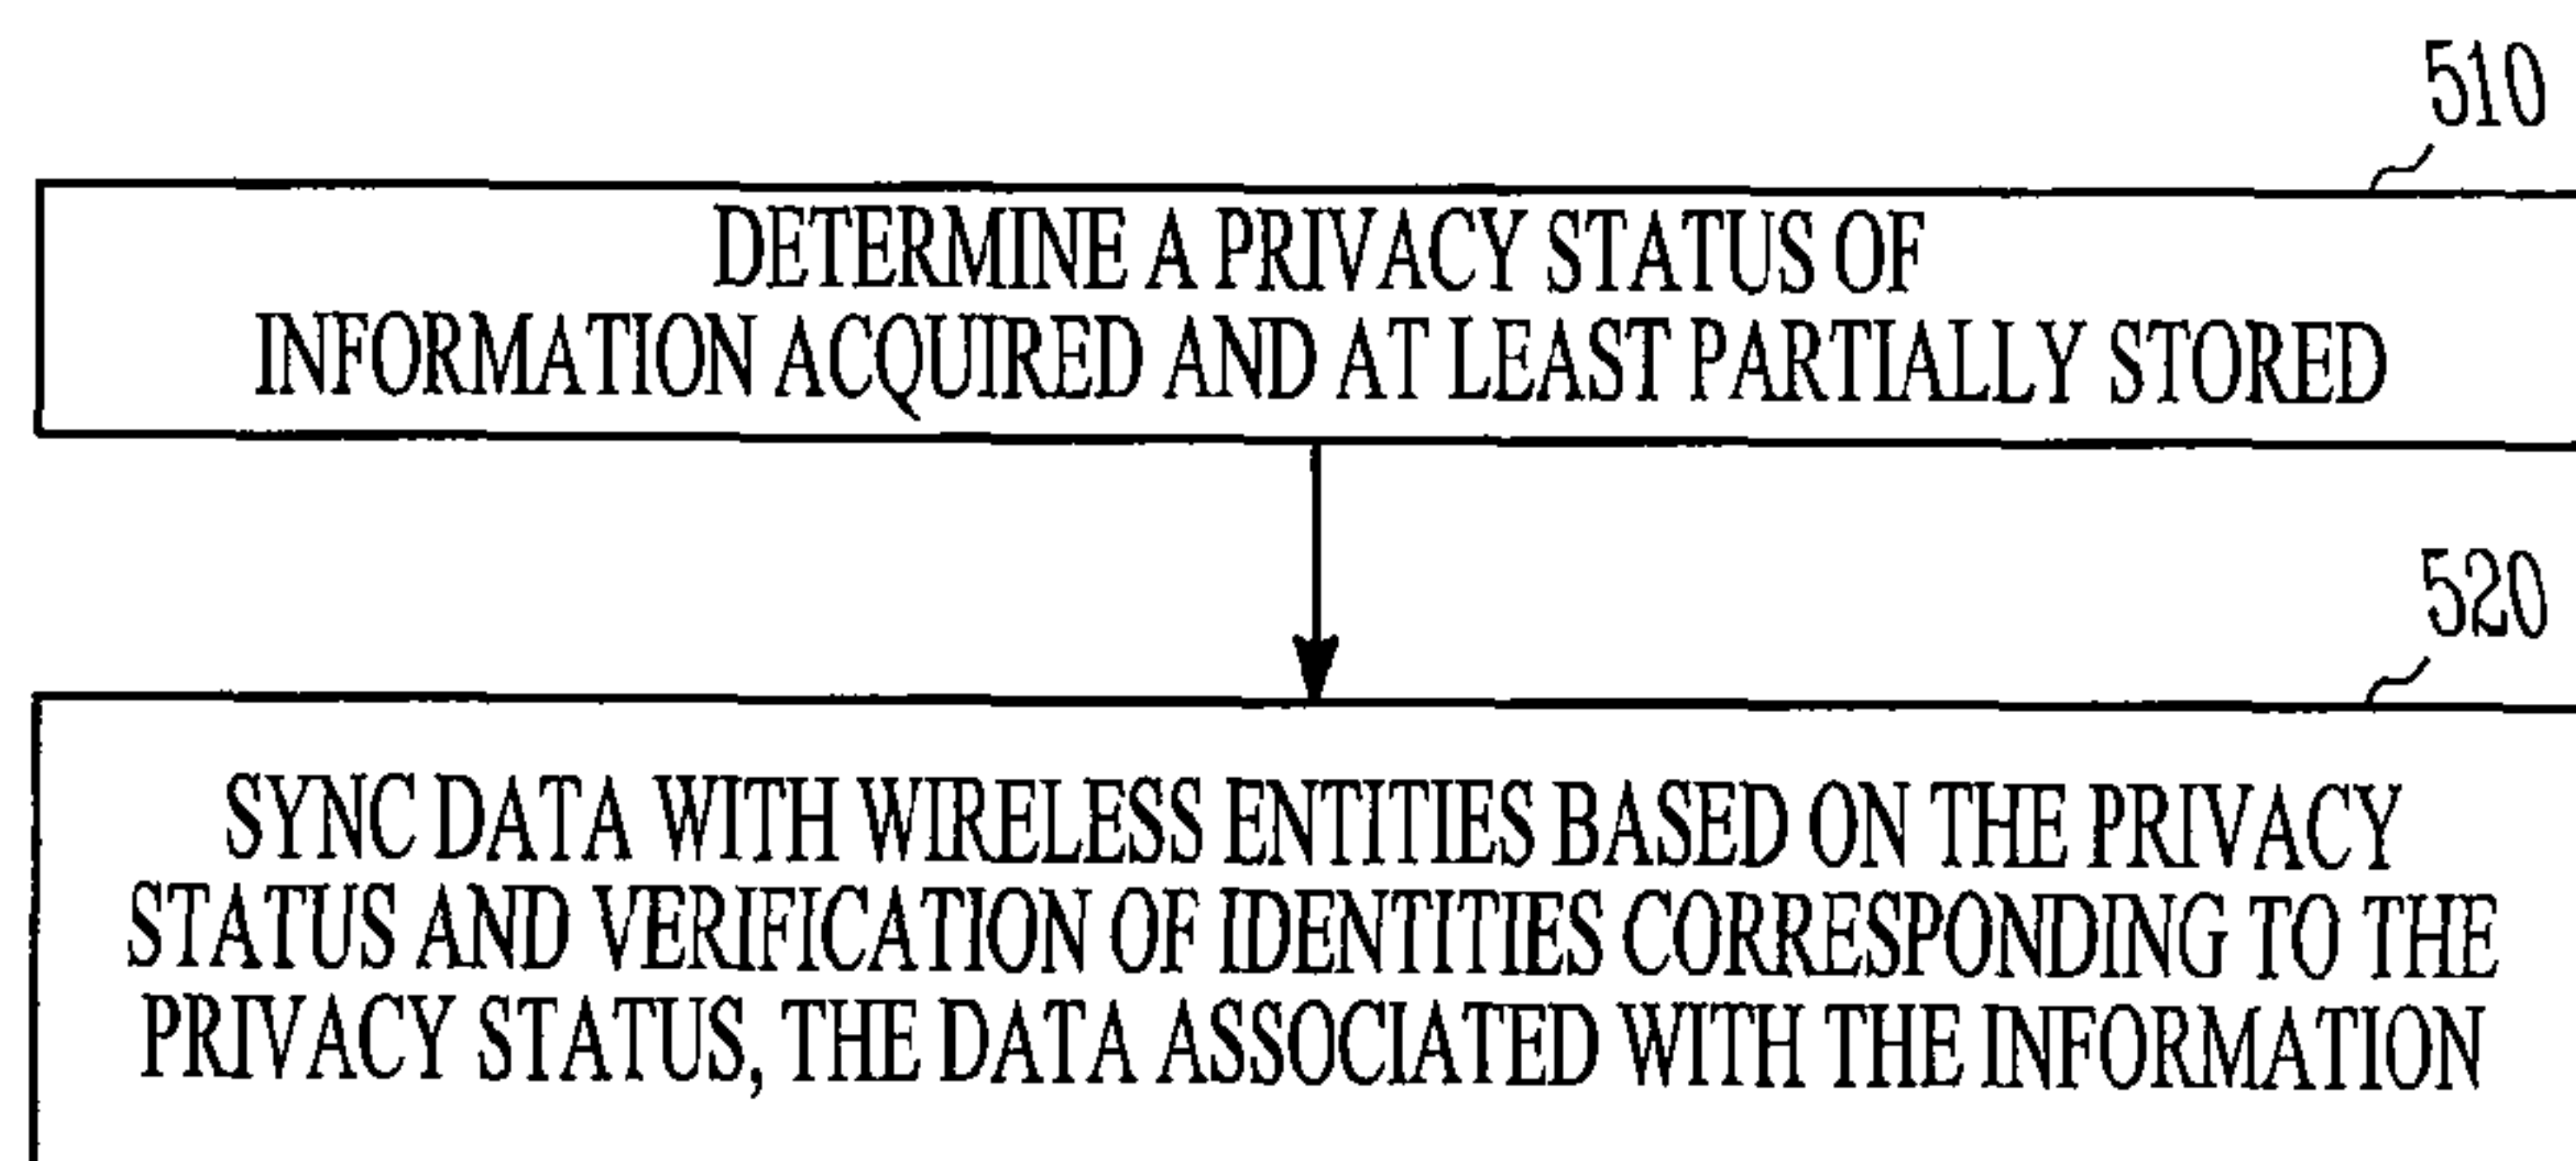 510
DETERMINE A PRIVACY STATUS OF
INFORMATION ACQUIRED AND AT LEAST PARTIALLY STORED
520
SYNC DATA WITH WIRELESS ENTITIES BASED ON THE PRIVACY
STATUS AND VERIFICATION OF IDENTITIES CORRESPONDING TO THE
PRIVACY STATUS, THE DATA ASSOCIATED WITH THE INFORMATION